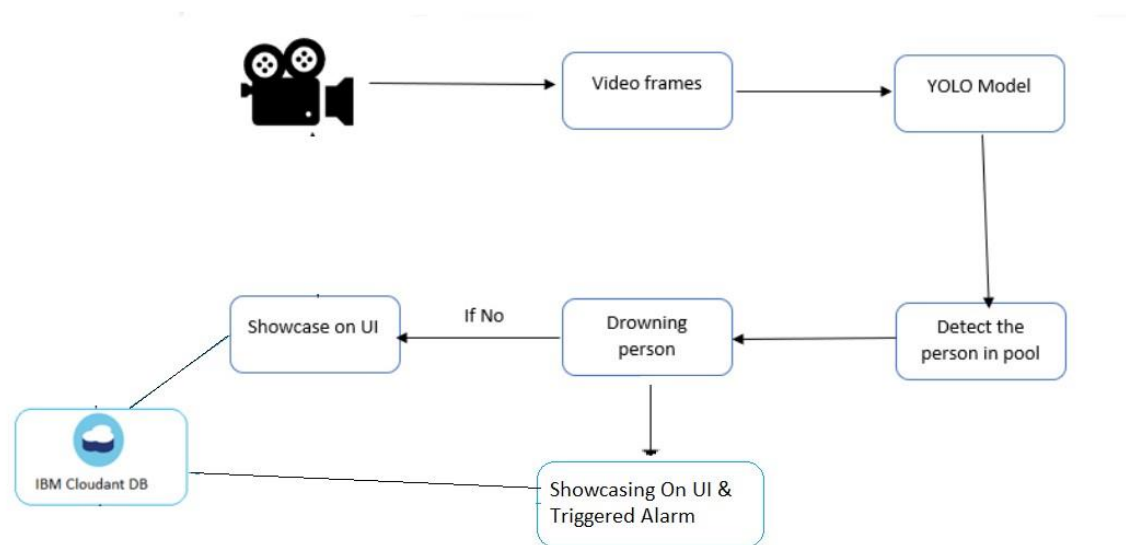 Video frames
YOLO Model
Showcase on UI
If No
Drowning
person
Detect the
person in pool
IBM Cloudant DB
Showcasing On UI &
Triggered Alarm